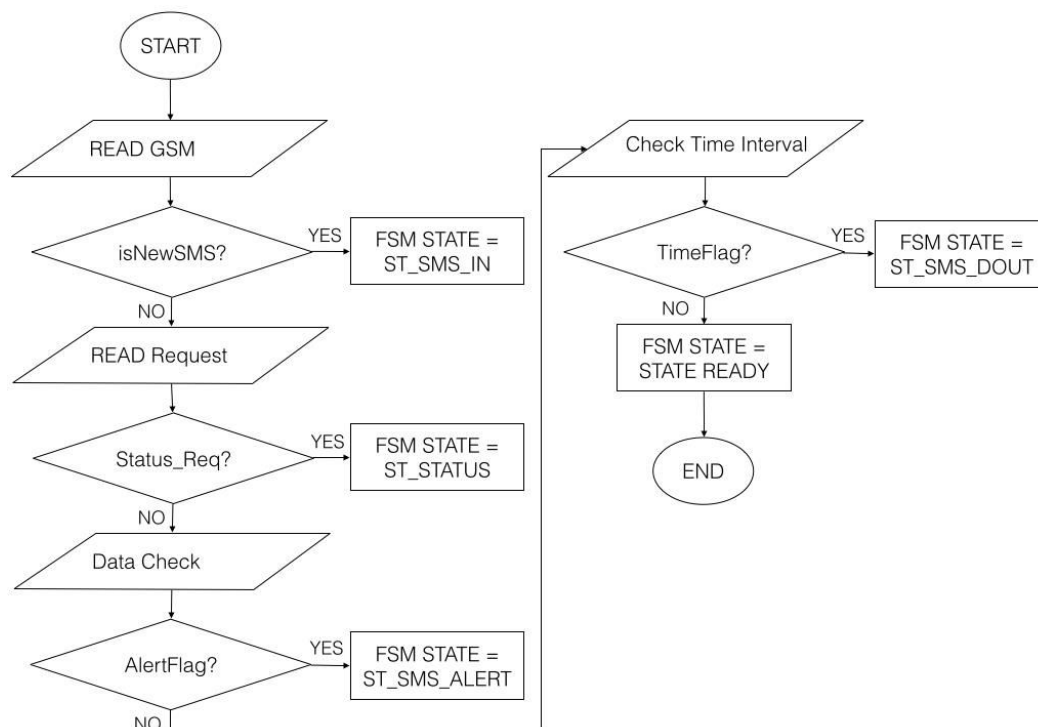 START
READ GSM
isNewSMS?
YES
FSM STATE =
ST_SMS_IN
NO
READ Request
Status_Req?
YES
FSM STATE =
ST_STATUS
NO
Data Check
AlertFlag?
YES
FSM STATE =
ST_SMS_ALERT
NO
Check Time Interval
TimeFlag?
YES
FSM STATE =
ST_SMS_DOUT
NO
FSM STATE =
STATE READY
END